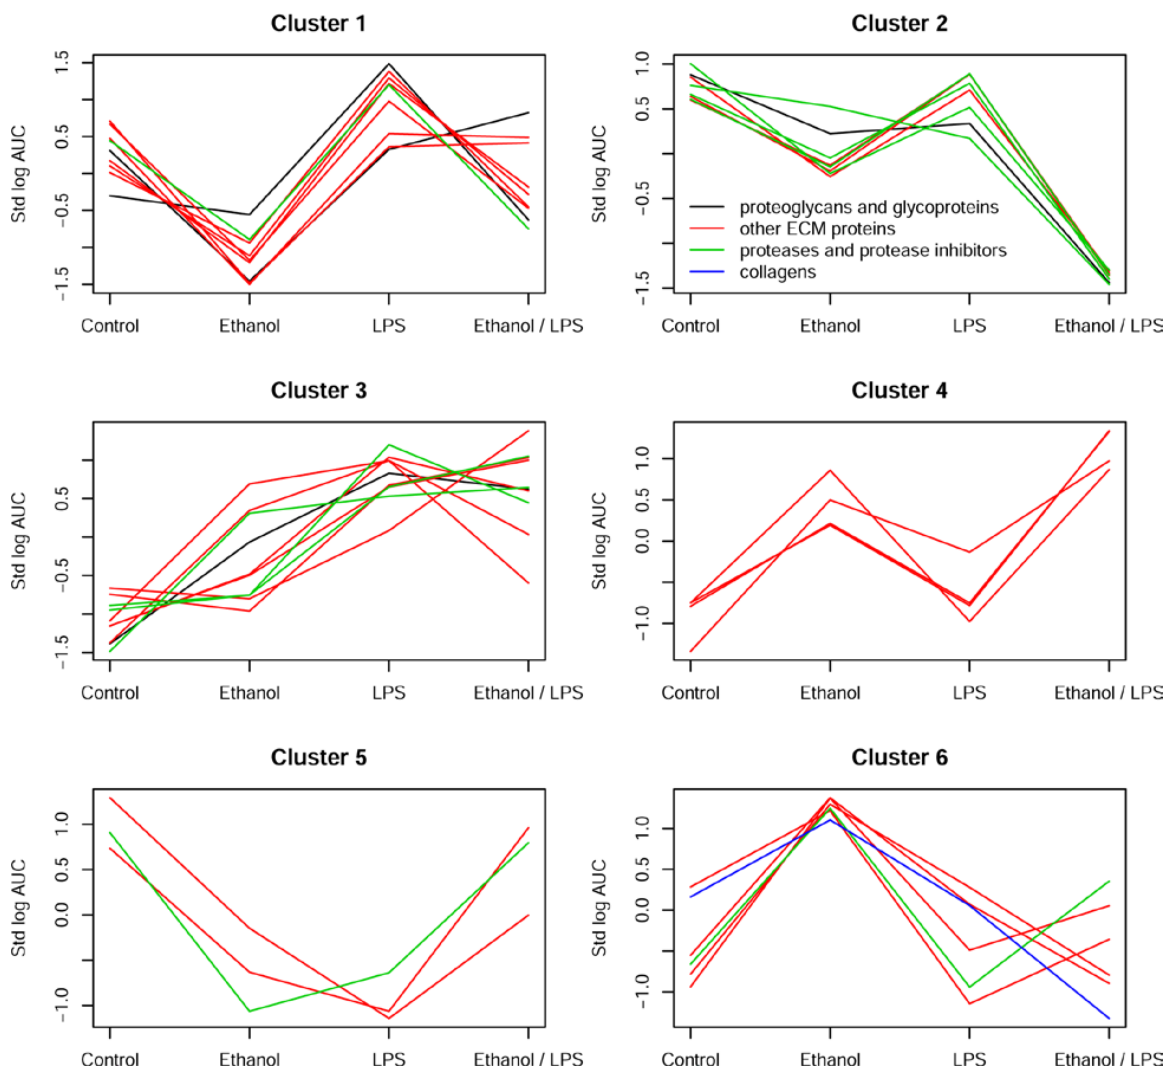 Cluster 1
Std log AUC
1.5
0.5
−0.5
−1.5
Control Ethanol LPS Ethanol / LPS
Cluster 2
Std log AUC
1.0
0.5
−0.5
−1.5
proteoglycans and glycoproteins
other ECM proteins
proteases and protease inhibitors
collagens
Control Ethanol LPS Ethanol / LPS
Cluster 3
Std log AUC
0.5
−0.5
−1.5
Control Ethanol LPS Ethanol / LPS
Cluster 4
Std log AUC
1.0
0.5
0.0
−1.0
Control Ethanol LPS Ethanol / LPS
Cluster 5
Std log AUC
1.0
0.5
0.0
−1.0
Control Ethanol LPS Ethanol / LPS
Cluster 6
Std log AUC
1.0
0.5
0.0
−1.0
Control Ethanol LPS Ethanol / LPS